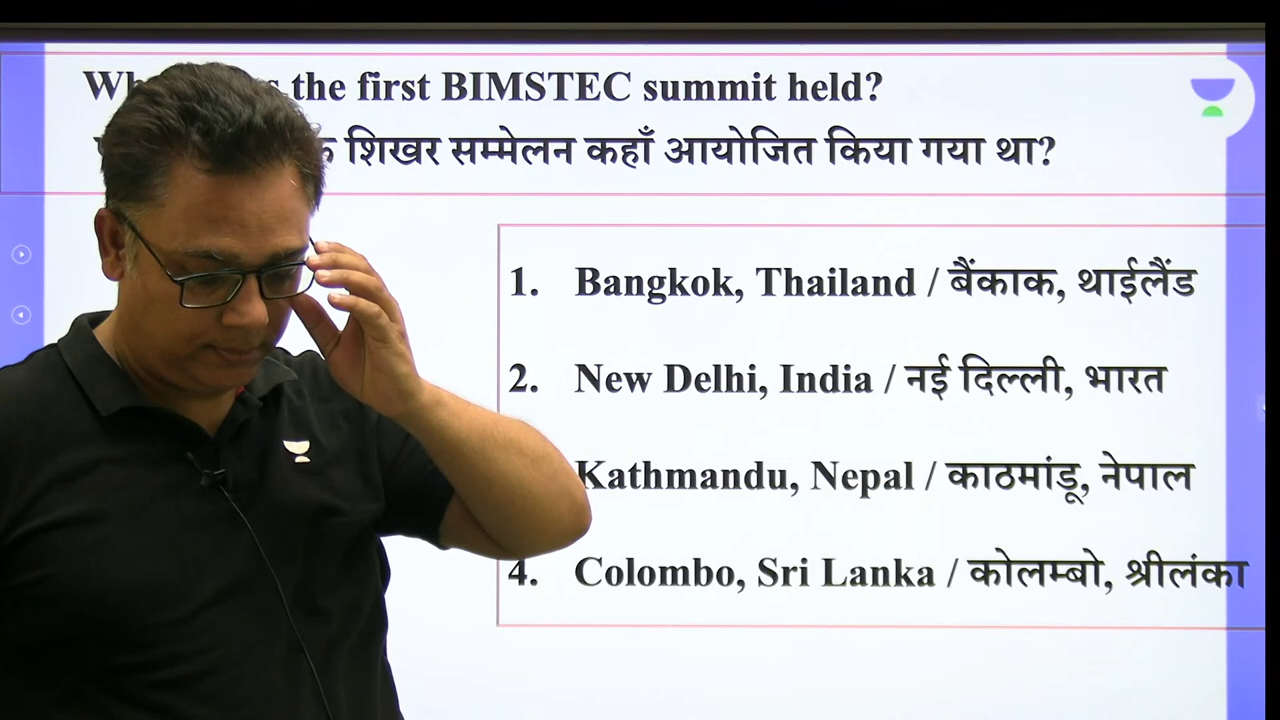 the first BIMSTEC summit held?
शिखर सम्मेलन कहाँ आयोजित किया गया था?
1. Bangkok, Thailand / बैंकाक, थाईलैंड
2. New Delhi, India / नई दिल्ली, भारत
Kathmandu, Nepal / काठमांडू, नेपाल
4. Colombo, Sri Lanka / कोलम्बो, श्रीलंका